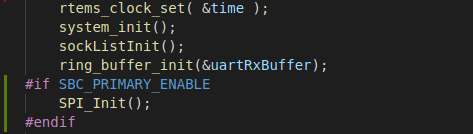 rtems_clock_set( &time );
system_init();
sockListInit();
ring_buffer_init(&uartRxBuffer);
#if SBC_PRIMARY_ENABLE
SPI_Init();
#endif